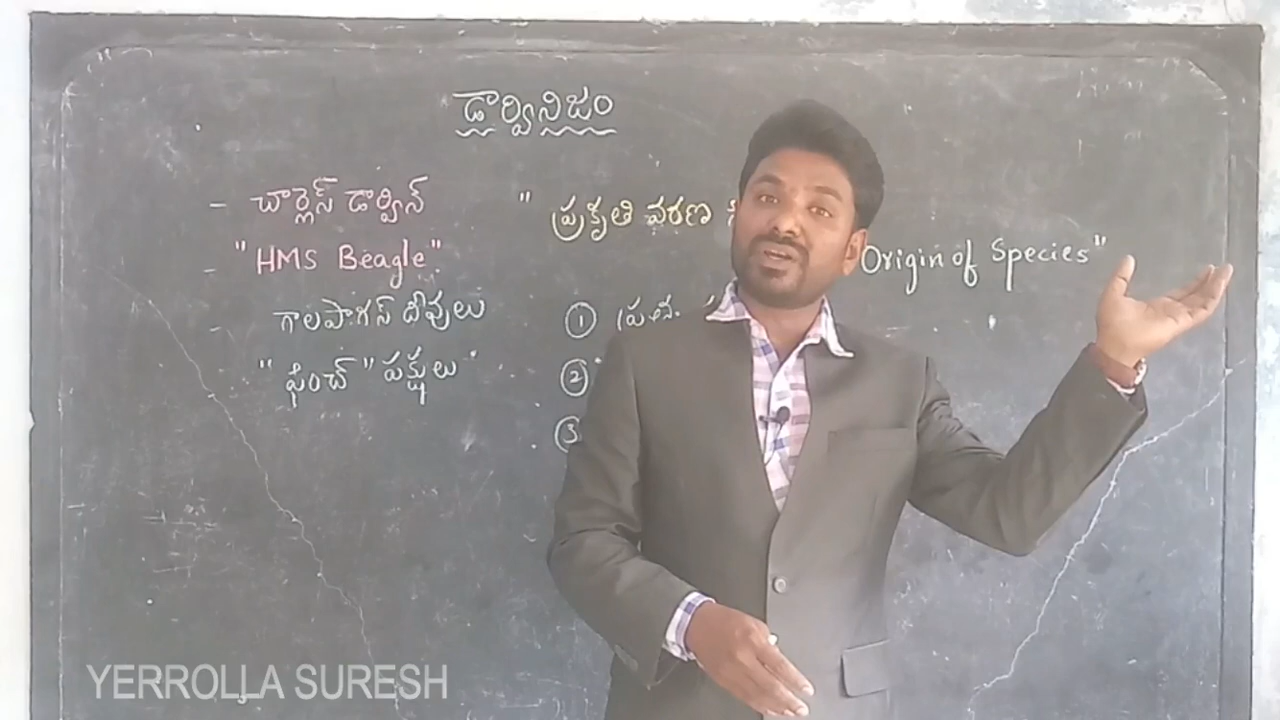 డార్వినిజం
- చార్లెస్ డార్విన్
- "HMS Beagle"
- గాలపాగస్ దీవులు
"ఫించ్" పక్షులు
" ప్రకృతి వరణ
Origin of Species"
①
②
③
YERROLLA SURESH